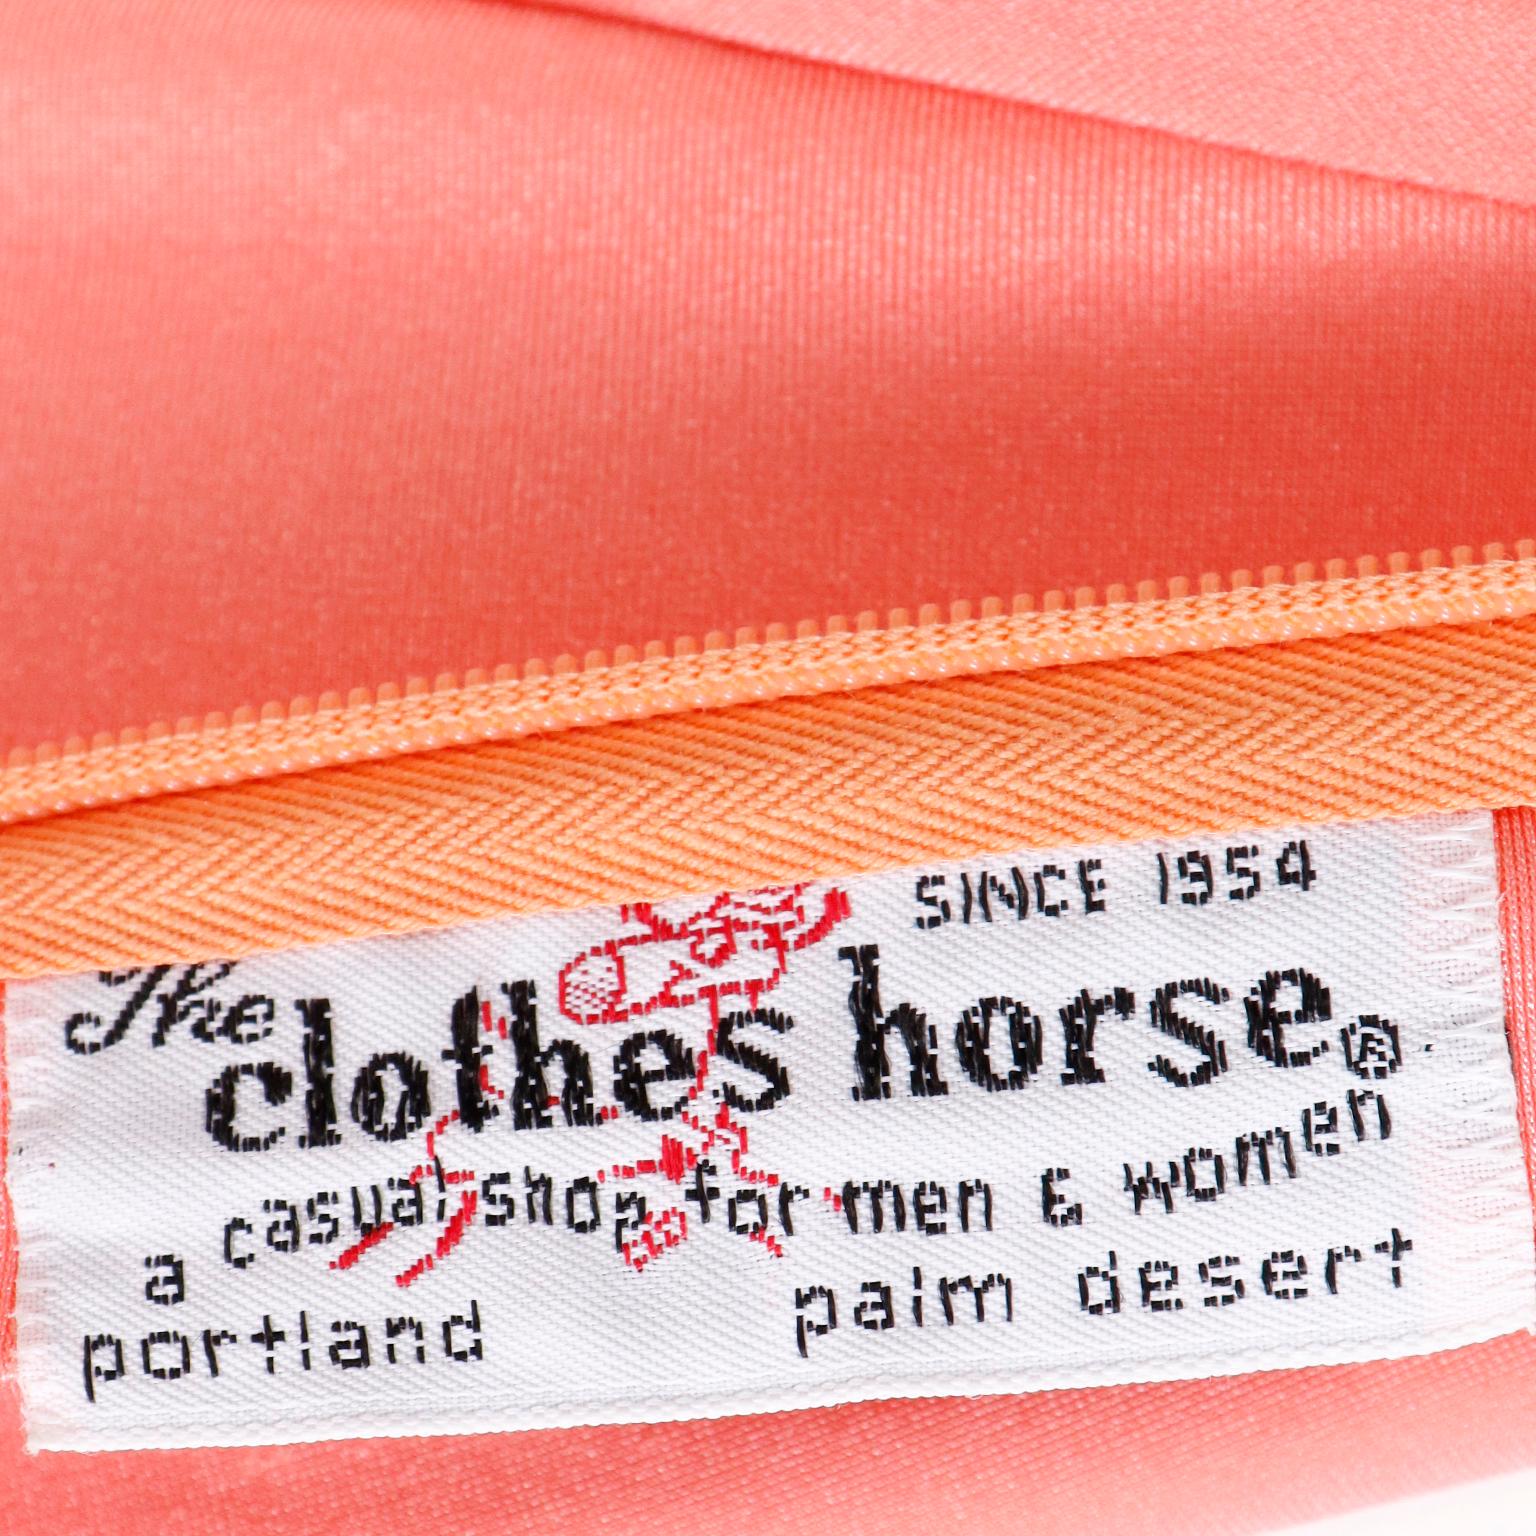 SINCE 1954
The
clothes horse®
a casual shop for men & women
portland palm desert